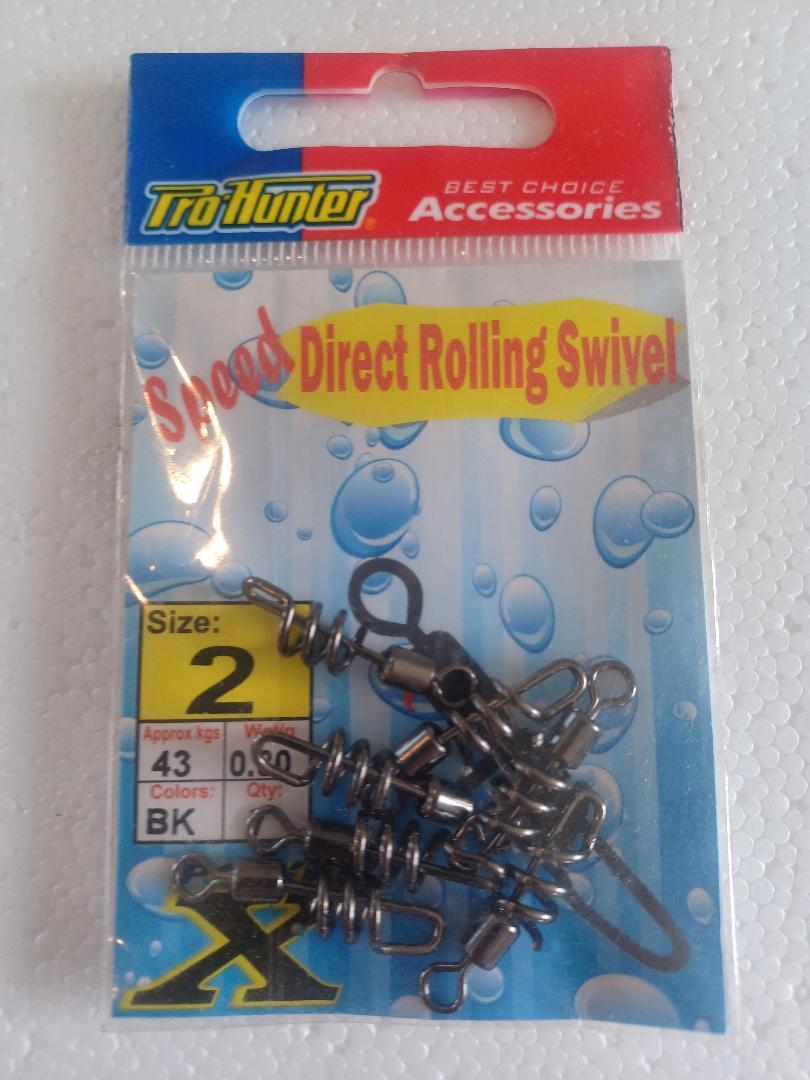 Pro Hunter®
BEST CHOICE
Accessories
Speed Direct Rolling Swivel
Size:
2
Approx kgs
43
Colors: Qty:
BK
X